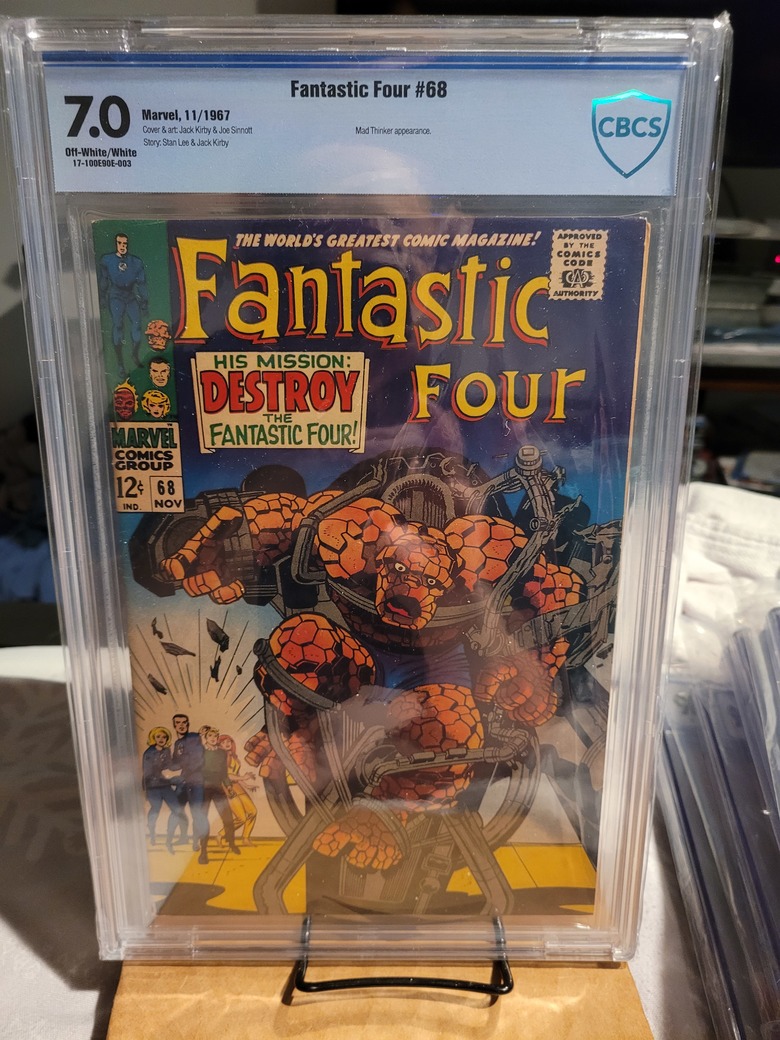 Fantastic Four #68
7.0
Marvel, 11/1967
Cover & art: Jack Kirby & Joe Sinnott
Mad Thinker appearance.
Story: Stan Lee & Jack Kirby
Off-White/White
17-100E90E-003
CBCS
THE WORLD'S GREATEST COMIC MAGAZINE!
APPROVED
BY THE
COMICS
CODE
CA
AUTHORITY
Fantastic
Four
HIS MISSION:
DESTROY
THE
FANTASTIC FOUR!
MARVEL
COMICS
GROUP
12¢
IND.
68
NOV